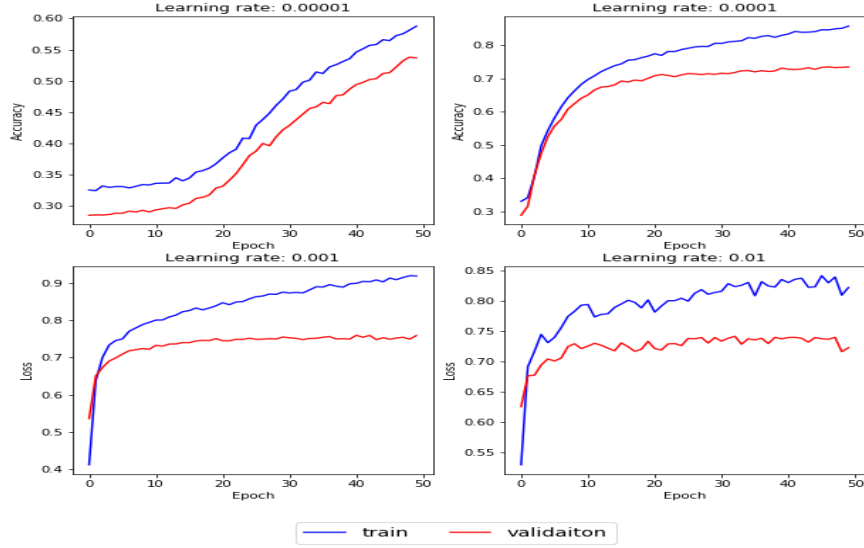 Learning rate: 0.00001
0.60
0.55
0.50
0.45
0.40
0.35
0.30
Accuracy
0 10 20 30 40 50
Epoch
Learning rate: 0.0001
0.8
0.7
0.6
0.5
0.4
0.3
Accuracy
0 10 20 30 40 50
Epoch
Learning rate: 0.001
0.9
0.8
0.7
0.6
0.5
0.4
Loss
0 10 20 30 40 50
Epoch
Learning rate: 0.01
0.85
0.80
0.75
0.70
0.65
0.60
0.55
Loss
0 10 20 30 40 50
Epoch
train validaiton